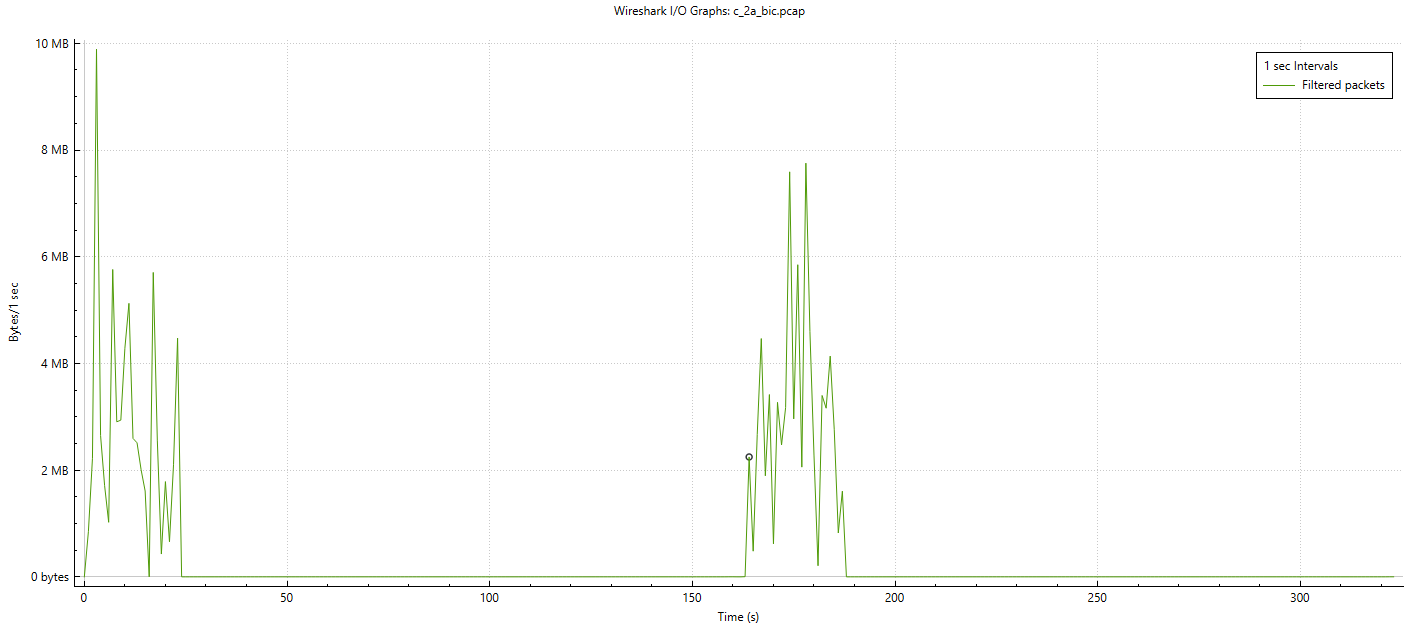 Wireshark I/O Graphs: c_2a_bic.pcap
10 MB
8 MB
6 MB
4 MB
2 MB
0 bytes
Bytes/1 sec
1 sec Intervals
Filtered packets
0 50 100 150 200 250 300
Time (s)